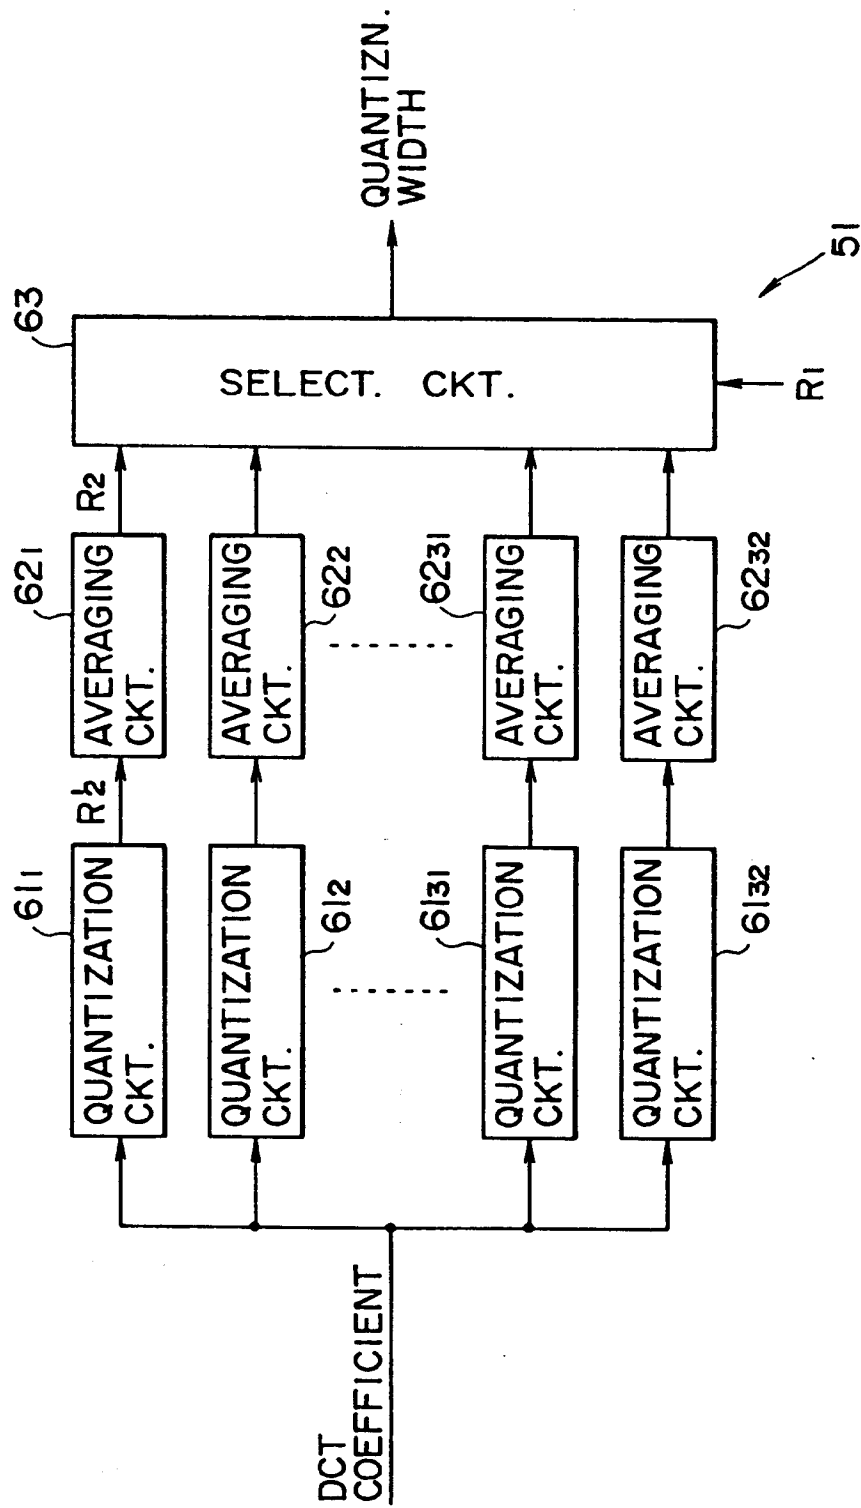 DCT
COEFFICIENT
611
QUANTIZATION
CKT.
R'2
621
AVERAGING
CKT.
R2
QUANTIZATION
CKT.
612
AVERAGING
CKT.
622
6131
QUANTIZATION
CKT.
6231
AVERAGING
CKT.
QUANTIZATION
CKT.
6132
AVERAGING
CKT.
6232
63
SELECT. CKT.
R1
QUANTIZN.
WIDTH
51